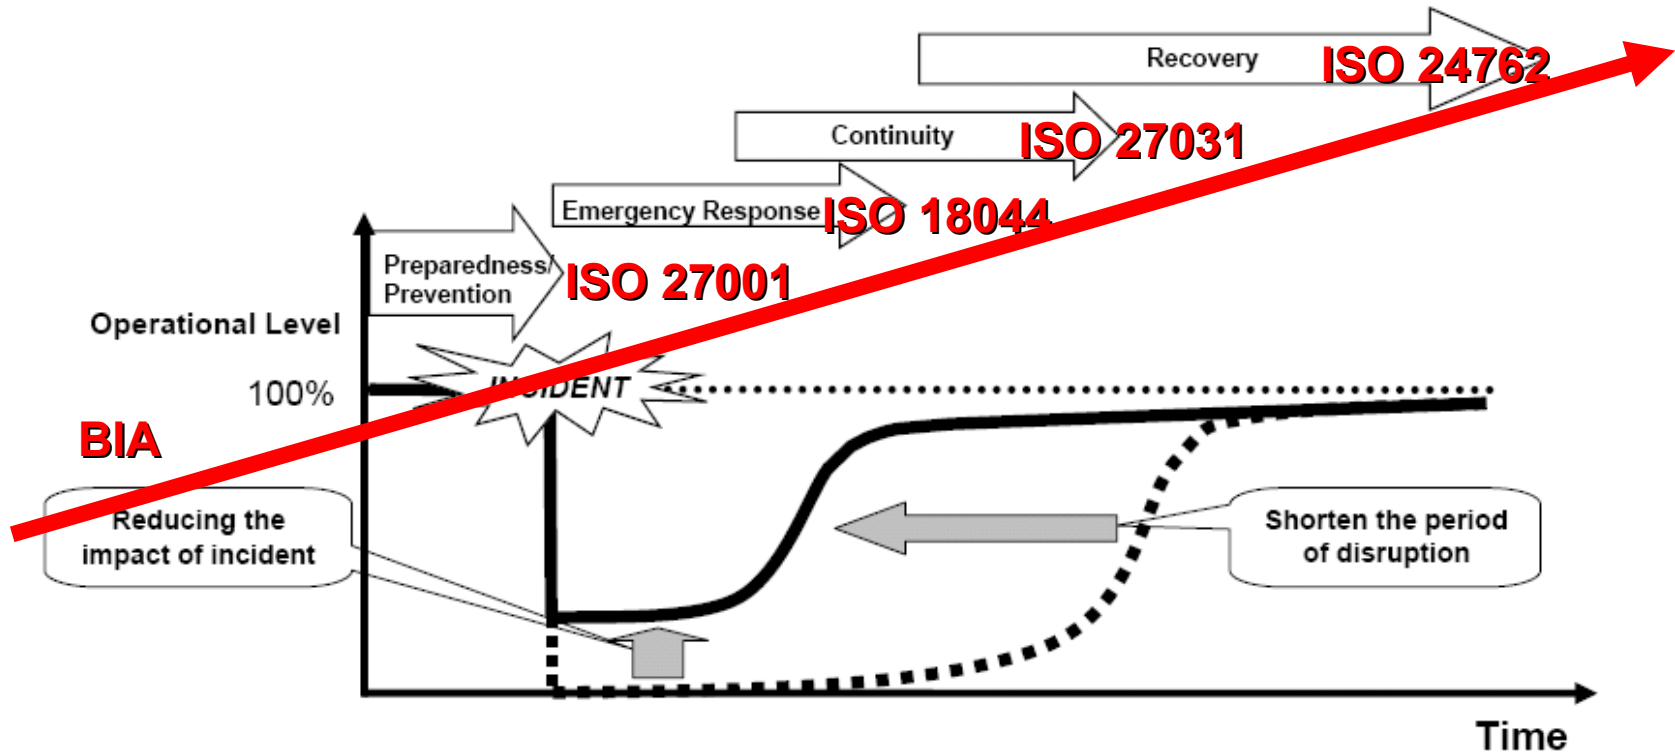 Recovery ISO 24762
Continuity ISO 27031
Emergency Response ISO 18044
Preparedness/
Prevention
ISO 27001
Operational Level
100%
INCIDENT
BIA
Reducing the
impact of incident
Shorten the period
of disruption
Time